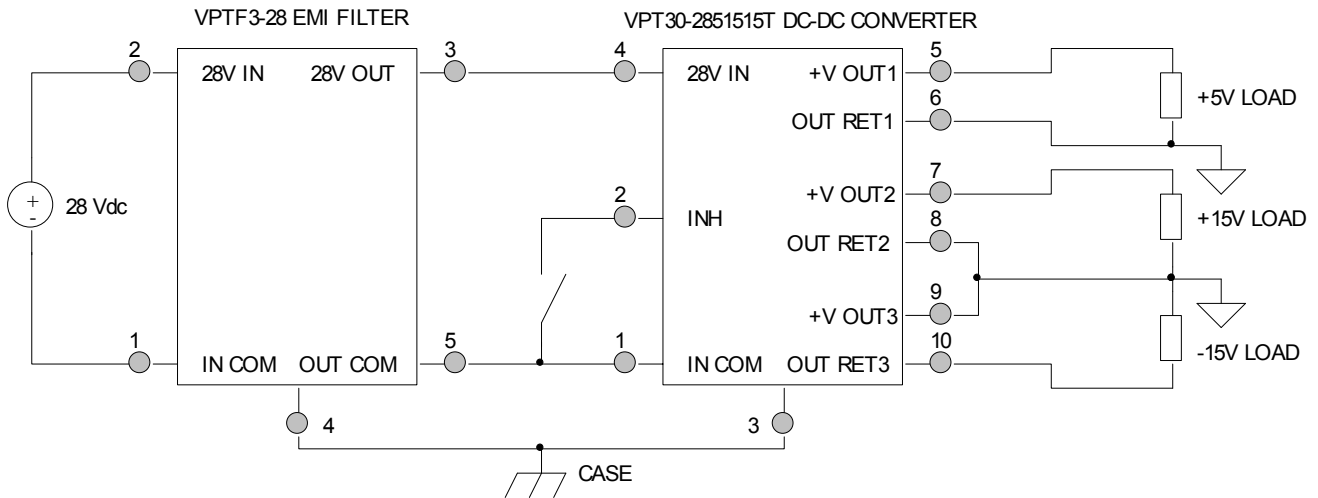 VPTF3-28 EMI FILTER
VPT30-2851515T DC-DC CONVERTER
2
3
4
5
28V IN
28V OUT
28V IN
+V OUT1
+5V LOAD
6
OUT RET1
7
+V OUT2
28 Vdc
+
-
2
INH
8
OUT RET2
+15V LOAD
9
+V OUT3
1
5
1
10
IN COM
OUT COM
IN COM
OUT RET3
-15V LOAD
4
3
CASE